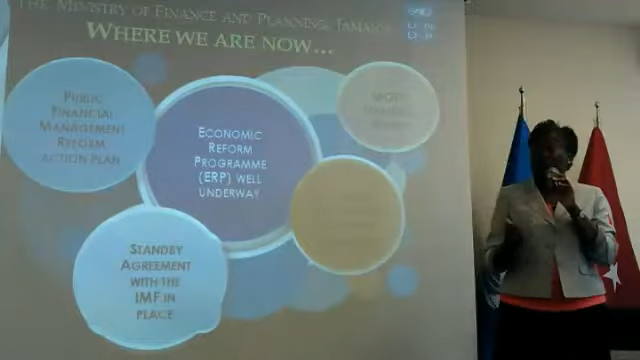 THE MINISTRY OF FINANCE AND PLANNING, JAMAICA
WHERE WE ARE NOW...
PUBLIC
FINANCIAL
MANAGEMENT
REFORM
ACTION PLAN
ECONOMIC
REFORM
PROGRAMME
(ERP) WELL
UNDERWAY
STANDBY
AGREEMENT
WITH THE
IMF IN
PLACE